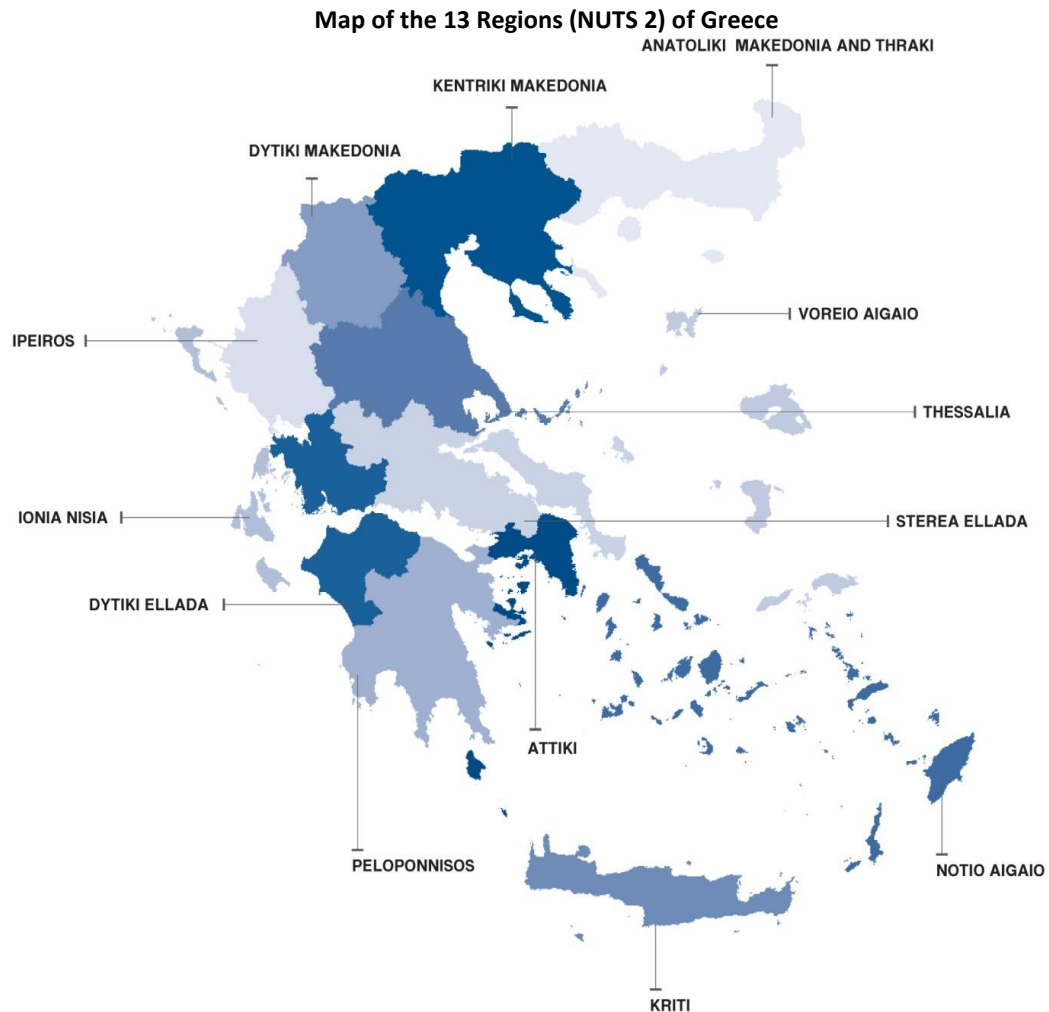 Map of the 13 Regions (NUTS 2) of Greece
ANATOLIKI MAKEDONIA AND THRAKI
KENTRIKI MAKEDONIA
DYTIKI MAKEDONIA
VOREIO AIGAIO
IPEIROS
THESSALIA
IONIA NISIA
STEREA ELLADA
DYTIKI ELLADA
ATTIKI
PELOPONNISOS
NOTIO AIGAIO
KRITI